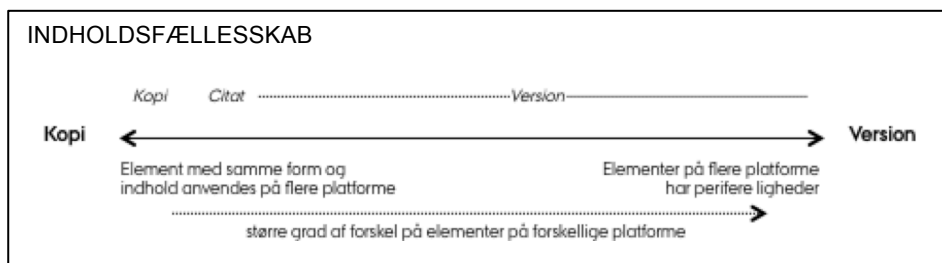 INDHOLDSFÆLLESSKAB
Kopi Citat Version
Kopi Version
Element med samme form og
indhold anvendes på flere platforme
Elementer på flere platforme
har perifere ligheder
større grad af forskel på elementer på forskellige platforme